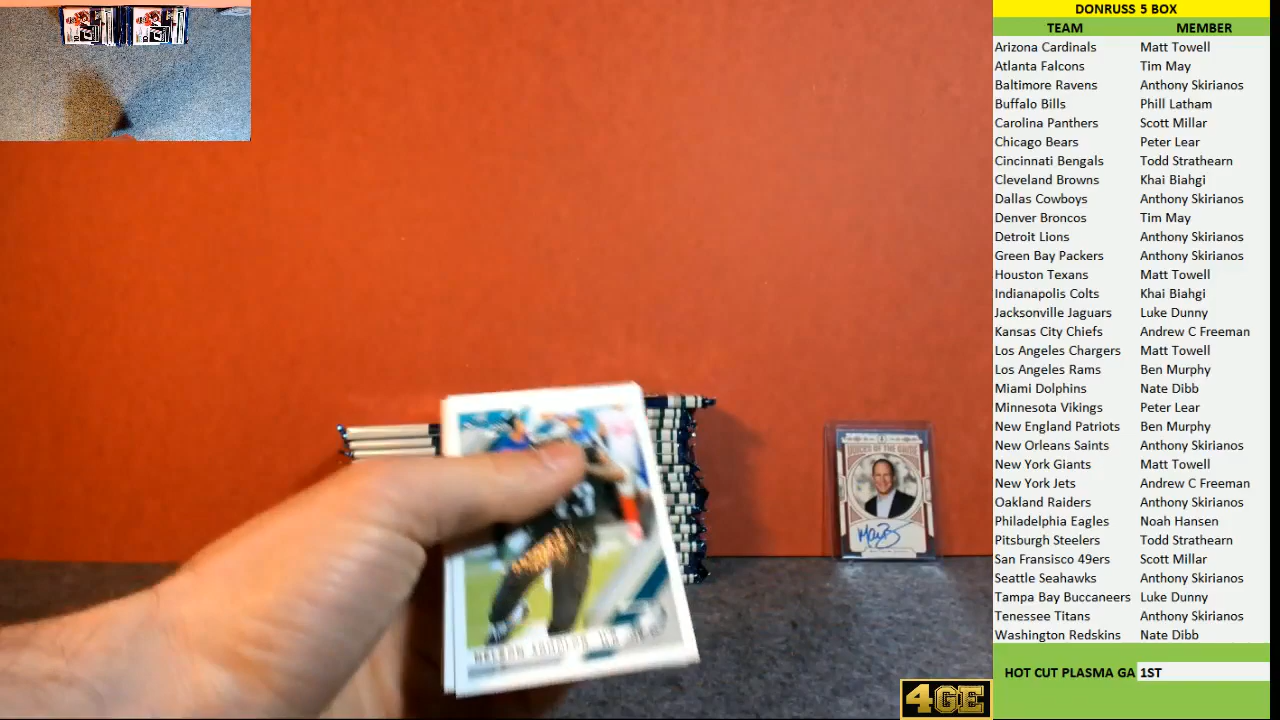 DONRUSS 5 BOX
TEAM MEMBER
Arizona Cardinals Matt Towell
Atlanta Falcons Tim May
Baltimore Ravens Anthony Skirianos
Buffalo Bills Phill Latham
Carolina Panthers Scott Millar
Chicago Bears Peter Lear
Cincinnati Bengals Todd Strathearn
Cleveland Browns Khai Biahgi
Dallas Cowboys Anthony Skirianos
Denver Broncos Tim May
Detroit Lions Anthony Skirianos
Green Bay Packers Anthony Skirianos
Houston Texans Matt Towell
Indianapolis Colts Khai Biahgi
Jacksonville Jaguars Luke Dunny
Kansas City Chiefs Andrew C Freeman
Los Angeles Chargers Matt Towell
Los Angeles Rams Ben Murphy
Miami Dolphins Nate Dibb
Minnesota Vikings Peter Lear
New England Patriots Ben Murphy
New Orleans Saints Anthony Skirianos
New York Giants Matt Towell
New York Jets Andrew C Freeman
Oakland Raiders Anthony Skirianos
Philadelphia Eagles Noah Hansen
Pitsburgh Steelers Todd Strathearn
San Fransisco 49ers Scott Millar
Seattle Seahawks Anthony Skirianos
Tampa Bay Buccaneers Luke Dunny
Tenessee Titans Anthony Skirianos
Washington Redskins Nate Dibb
HOT CUT PLASMA GA 1ST
4GE
VOICES OF THE GAME